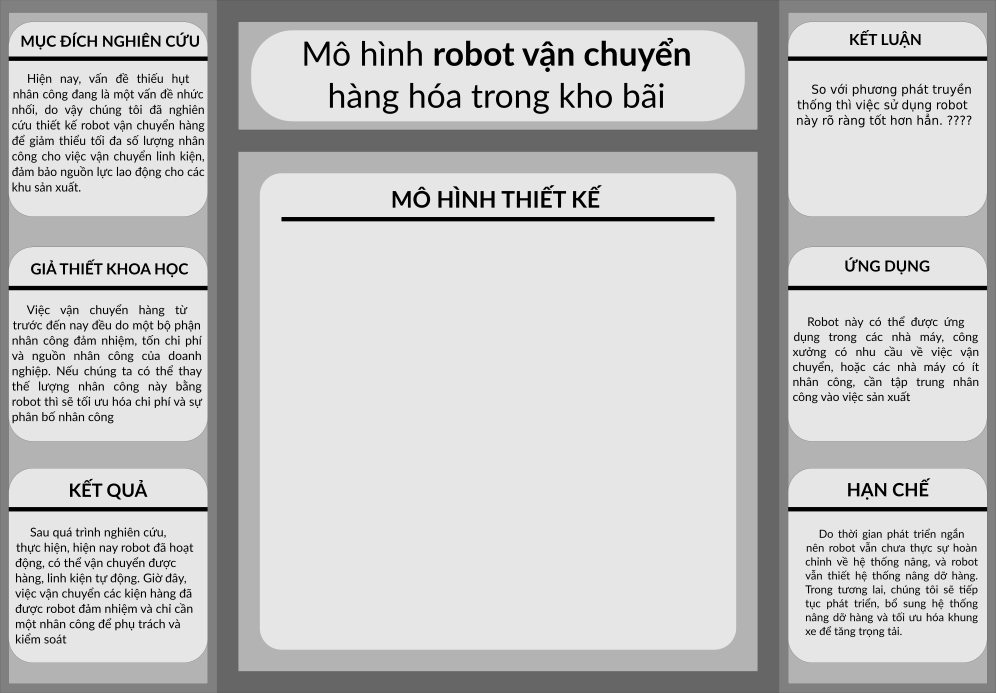 MỤC ĐÍCH NGHIÊN CỨU
Hiện nay, vấn đề thiếu hụt
nhân công đang là một vấn đề nhức
nhối, do vậy chúng tôi đã nghiên
cứu thiết kế robot vận chuyển hàng
để giảm thiểu tối đa số lượng nhân
công cho việc vận chuyển linh kiện,
đảm bảo nguồn lực lao động cho các
khu sản xuất.
GIẢ THIẾT KHOA HỌC
Việc vận chuyển hàng từ
trước đến nay đều do một bộ phận
nhân công đảm nhiệm, tốn chi phí
và nguồn nhân công của doanh
nghiệp. Nếu chúng ta có thể thay
thế lượng nhân công này bằng
robot thì sẽ tối ưu hóa chi phí và sự
phân bố nhân công
KẾT QUẢ
Sau quá trình nghiên cứu,
thực hiện, hiện nay robot đã hoạt
động, có thể vận chuyển được
hàng, linh kiện tự động. Giờ đây,
việc vận chuyển các kiện hàng đã
được robot đảm nhiệm và chỉ cần
một nhân công để phụ trách và
kiểm soát
Mô hình robot vận chuyển
hàng hóa trong kho bãi
MÔ HÌNH THIẾT KẾ
KẾT LUẬN
So với phương phát truyền
thống thì việc sử dụng robot
này rõ ràng tốt hơn hẳn. ????
ỨNG DỤNG
Robot này có thể được ứng
dụng trong các nhà máy, công
xưởng có nhu cầu về việc vận
chuyển, hoặc các nhà máy có ít
nhân công, cần tập trung nhân
công vào việc sản xuất
HẠN CHẾ
Do thời gian phát triển ngắn
nên robot vẫn chưa thực sự hoàn
chỉnh về hệ thống nâng, và robot
vẫn thiết hệ thống nâng dỡ hàng.
Trong tương lai, chúng tôi sẽ tiếp
tục phát triển, bổ sung hệ thống
nâng dỡ hàng và tối ưu hóa khung
xe để tăng trọng tải.